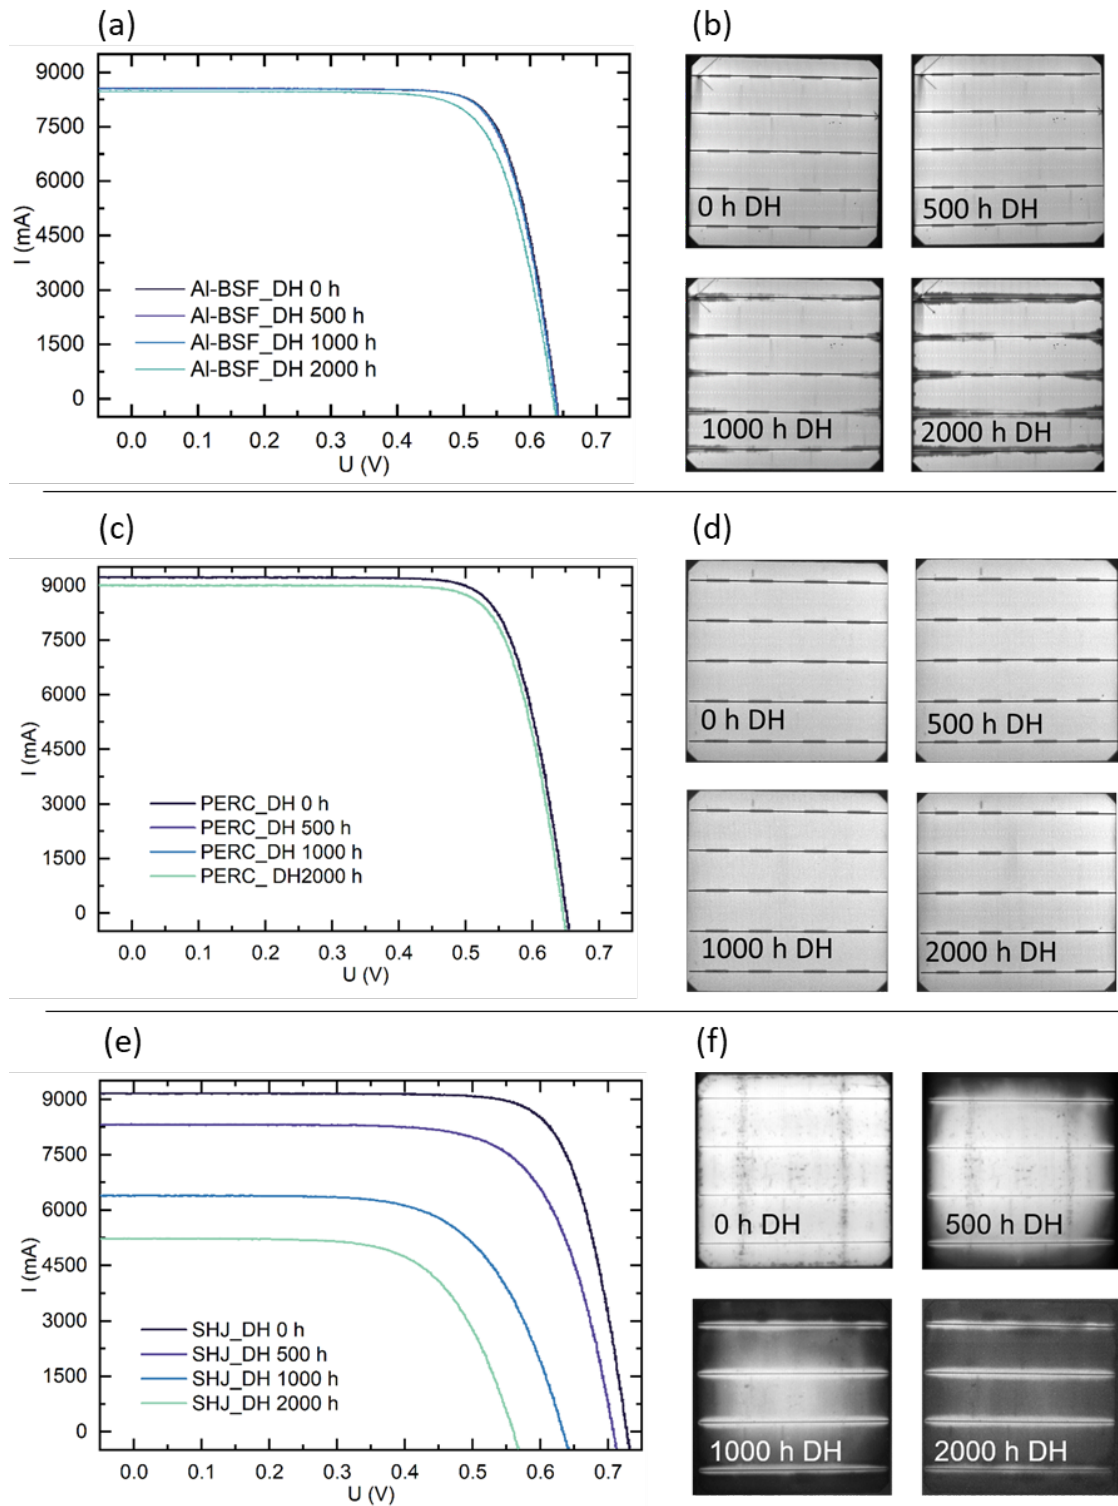 (a)
I (mA)
9000
7500
6000
4500
3000
1500
0
Al-BSF_DH 0 h
Al-BSF_DH 500 h
Al-BSF_DH 1000 h
Al-BSF_DH 2000 h
0.0 0.1 0.2 0.3 0.4 0.5 0.6 0.7
U (V)
(b)
0 h DH
500 h DH
1000 h DH
2000 h DH
(c)
I (mA)
9000
7500
6000
4500
3000
1500
0
PERC_DH 0 h
PERC_DH 500 h
PERC_DH 1000 h
PERC_ DH2000 h
0.0 0.1 0.2 0.3 0.4 0.5 0.6 0.7
U (V)
(d)
0 h DH
500 h DH
1000 h DH
2000 h DH
(e)
I (mA)
9000
7500
6000
4500
3000
1500
0
SHJ_DH 0 h
SHJ_DH 500 h
SHJ_DH 1000 h
SHJ_DH 2000 h
0.0 0.1 0.2 0.3 0.4 0.5 0.6 0.7
U (V)
(f)
0 h DH
500 h DH
1000 h DH
2000 h DH